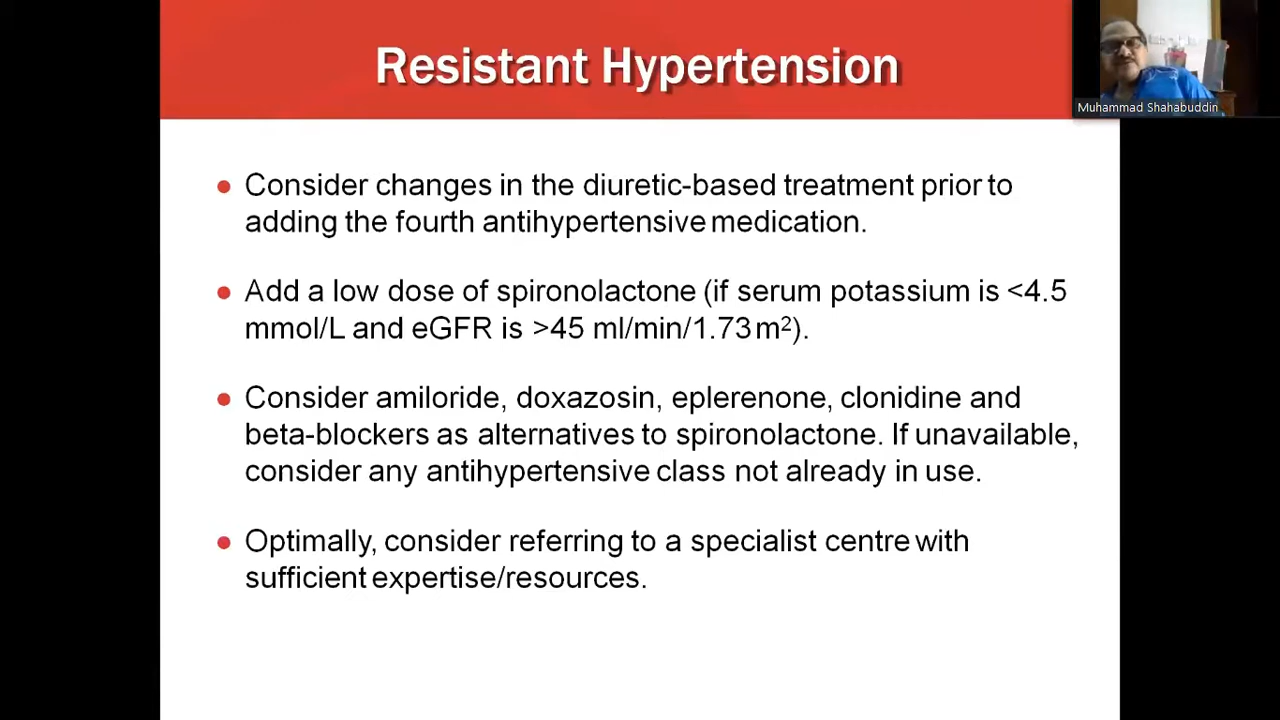 Resistant Hypertension
Muhammad Shahabuddin
● Consider changes in the diuretic-based treatment prior to
adding the fourth antihypertensive medication.
● Add a low dose of spironolactone (if serum potassium is <4.5
mmol/L and eGFR is >45 ml/min/1.73 m²).
● Consider amiloride, doxazosin, eplerenone, clonidine and
beta-blockers as alternatives to spironolactone. If unavailable,
consider any antihypertensive class not already in use.
● Optimally, consider referring to a specialist centre with
sufficient expertise/resources.